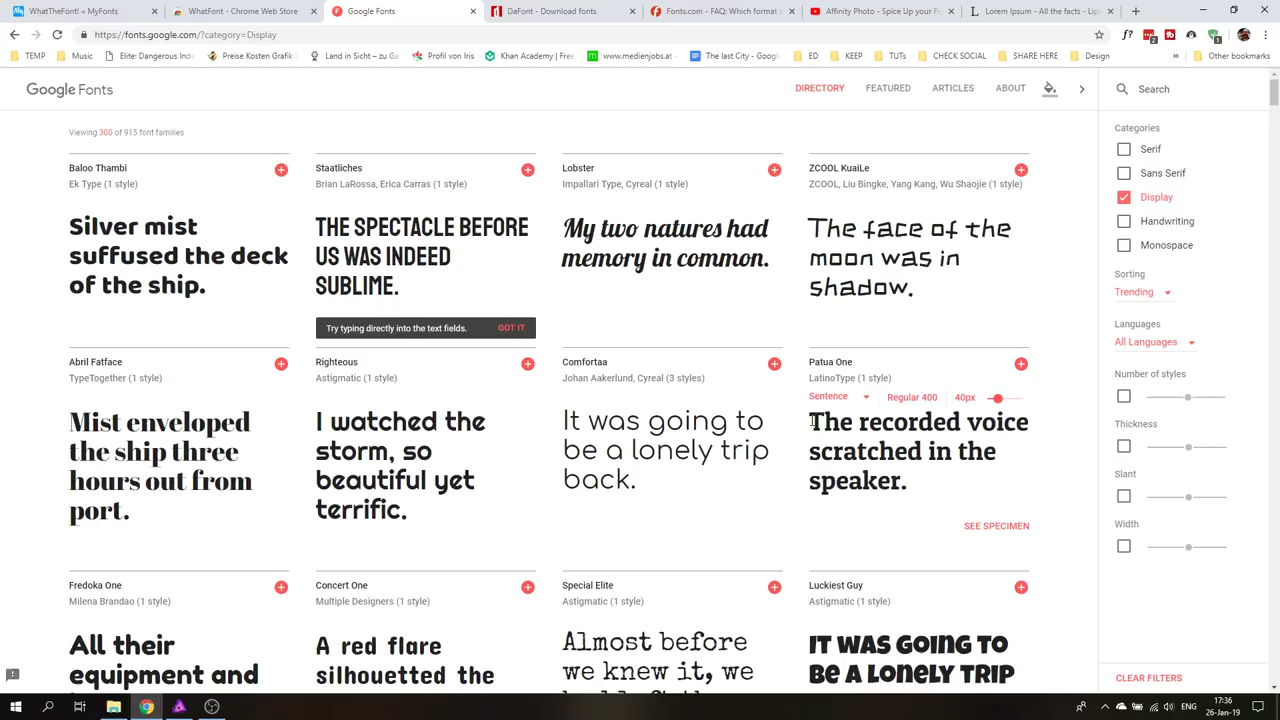 WhatTheFont! « MyFonts
WhatFont - Chrome Web Store
Google Fonts
DaFont - Download fonts
Fonts.com - FAQ: Which format s
Affinity Photo - Spice Up your Fo
Lorem Ipsum - All the facts - Lip
https://fonts.google.com/?category=Display
TEMP
Music
Elite: Dangerous Inde
Preise Kosten Grafik
Land in Sicht – zu Ga
Profil von Iris
Khan Academy | Free
www.medienjobs.at
The last City - Googl
ED
KEEP
TUTs
CHECK SOCIAL
SHARE HERE
Design
»
Other bookmarks
Google Fonts
DIRECTORY
FEATURED
ARTICLES
ABOUT
Search
Viewing 300 of 915 font families
Baloo Thambi
Ek Type (1 style)
Silver mist
suffused the deck
of the ship.
Staatliches
Brian LaRossa, Erica Carras (1 style)
THE SPECTACLE BEFORE
US WAS INDEED
SUBLIME.
Try typing directly into the text fields.
GOT IT
Lobster
Impallari Type, Cyreal (1 style)
My two natures had
memory in common.
ZCOOL KuaiLe
ZCOOL, Liu Bingke, Yang Kang, Wu Shaojie (1 style)
The face of the
moon was in
shadow.
Abril Fatface
TypeTogether (1 style)
Mist enveloped
the ship three
hours out from
port.
Righteous
Astigmatic (1 style)
I watched the
storm, so
beautiful yet
terrific.
Comfortaa
Johan Aakerlund, Cyreal (3 styles)
It was going to
be a lonely trip
back.
Patua One
LatinoType (1 style)
Sentence
Regular 400
40px
The recorded voice
scratched in the
speaker.
SEE SPECIMEN
Fredoka One
Milena Brandao (1 style)
All their
equipment and
Concert One
Multiple Designers (1 style)
A red flare
silhouetted the
Special Elite
Astigmatic (1 style)
Almost before
we knew it, we
Luckiest Guy
Astigmatic (1 style)
IT WAS GOING TO
BE A LONELY TRIP
Categories
Serif
Sans Serif
Display
Handwriting
Monospace
Sorting
Trending
Languages
All Languages
Number of styles
Thickness
Slant
Width
CLEAR FILTERS
ENG
17:36
26-Jan-19